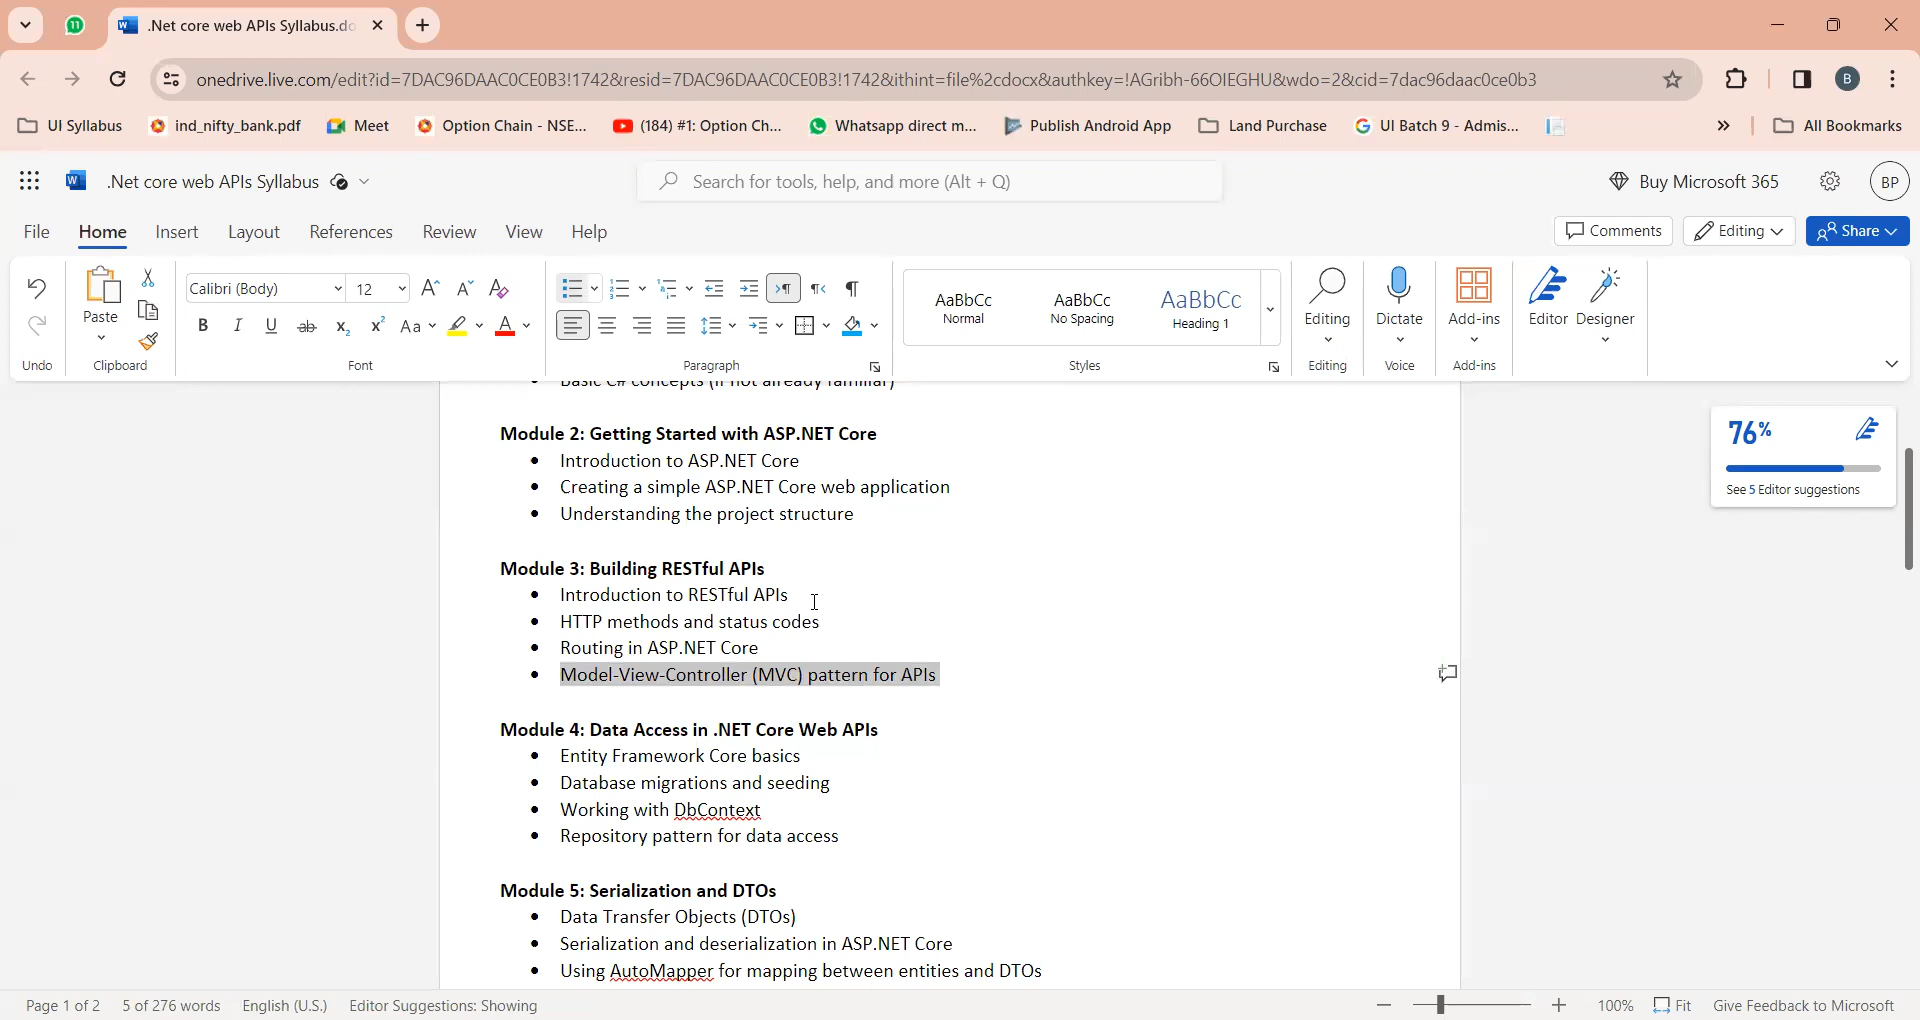 11
.Net core web APIs Syllabus.do
onedrive.live.com/edit?id=7DAC96DAAC0CE0B3!1742&resid=7DAC96DAAC0CE0B3!1742&ithint=file%2cdocx&authkey=!AGribh-66OIEGHU&wdo=2&cid=7dac96daac0ce0b3
B
UI Syllabus
ind_nifty_bank.pdf
Meet
Option Chain - NSE...
(184) #1: Option Ch...
Whatsapp direct m...
Publish Android App
Land Purchase
UI Batch 9 - Admis...
All Bookmarks
.Net core web APIs Syllabus
Search for tools, help, and more (Alt + Q)
Buy Microsoft 365
BP
File Home Insert Layout References Review View Help
Comments
Editing
Share
Calibri (Body) 12
Paste
Undo
Clipboard
Font
Paragraph
AaBbCc
Normal
AaBbCc
No Spacing
AaBbCc
Heading 1
Styles
Editing
Editing
Dictate
Voice
Add-ins
Add-ins
Editor
Designer
Basic C# concepts (if not already familiar)
Module 2: Getting Started with ASP.NET Core
• Introduction to ASP.NET Core
• Creating a simple ASP.NET Core web application
• Understanding the project structure
76%
See 5 Editor suggestions
Module 3: Building RESTful APIs
• Introduction to RESTful APIs
• HTTP methods and status codes
• Routing in ASP.NET Core
• Model-View-Controller (MVC) pattern for APIs
Module 4: Data Access in .NET Core Web APIs
• Entity Framework Core basics
• Database migrations and seeding
• Working with DbContext
• Repository pattern for data access
Module 5: Serialization and DTOs
• Data Transfer Objects (DTOs)
• Serialization and deserialization in ASP.NET Core
• Using AutoMapper for mapping between entities and DTOs
Page 1 of 2 5 of 276 words English (U.S.) Editor Suggestions: Showing
100% Fit Give Feedback to Microsoft